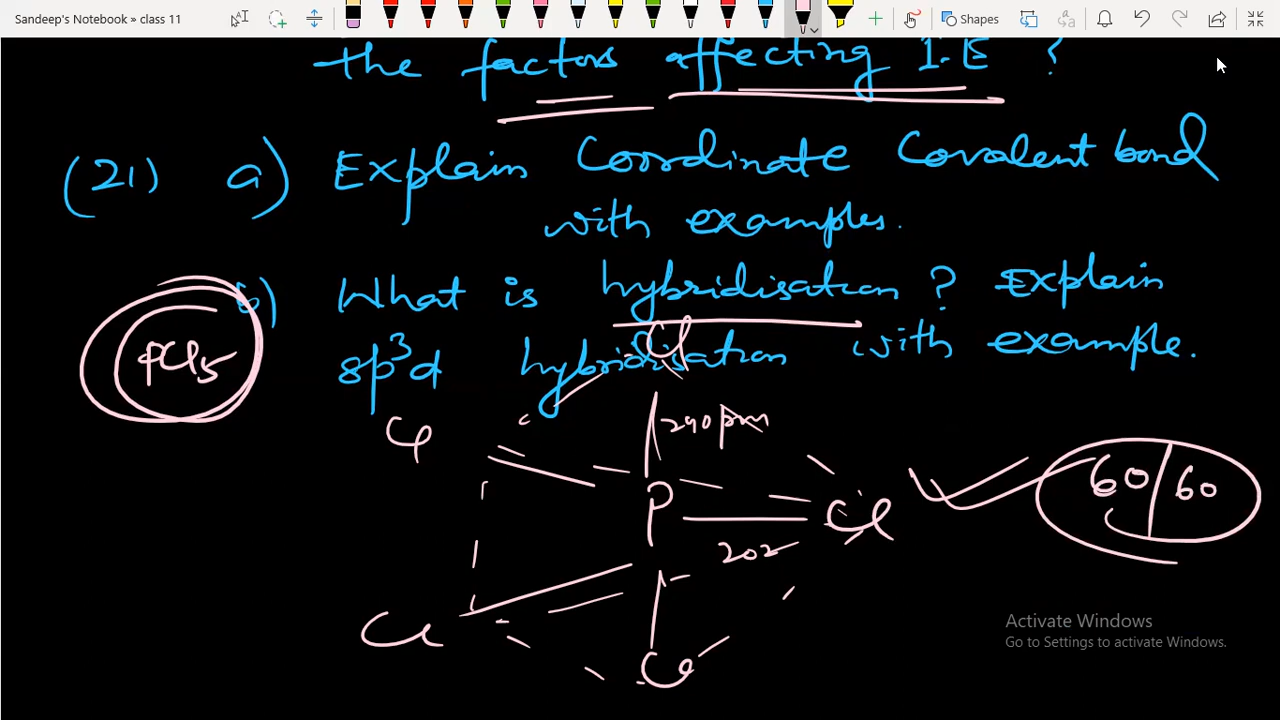 Sandeep's Notebook » class 11
Shapes
the factors affecting I.E ?
(21) a) Explain Coordinate Covalent bond
with examples.
b) What is hybridisation ? Explain
sp³d hybridisation with example.
PCl5
Cl
Cl
240 pm
P
Cl
202
60/60
Cl
Cl
Activate Windows
Go to Settings to activate Windows.